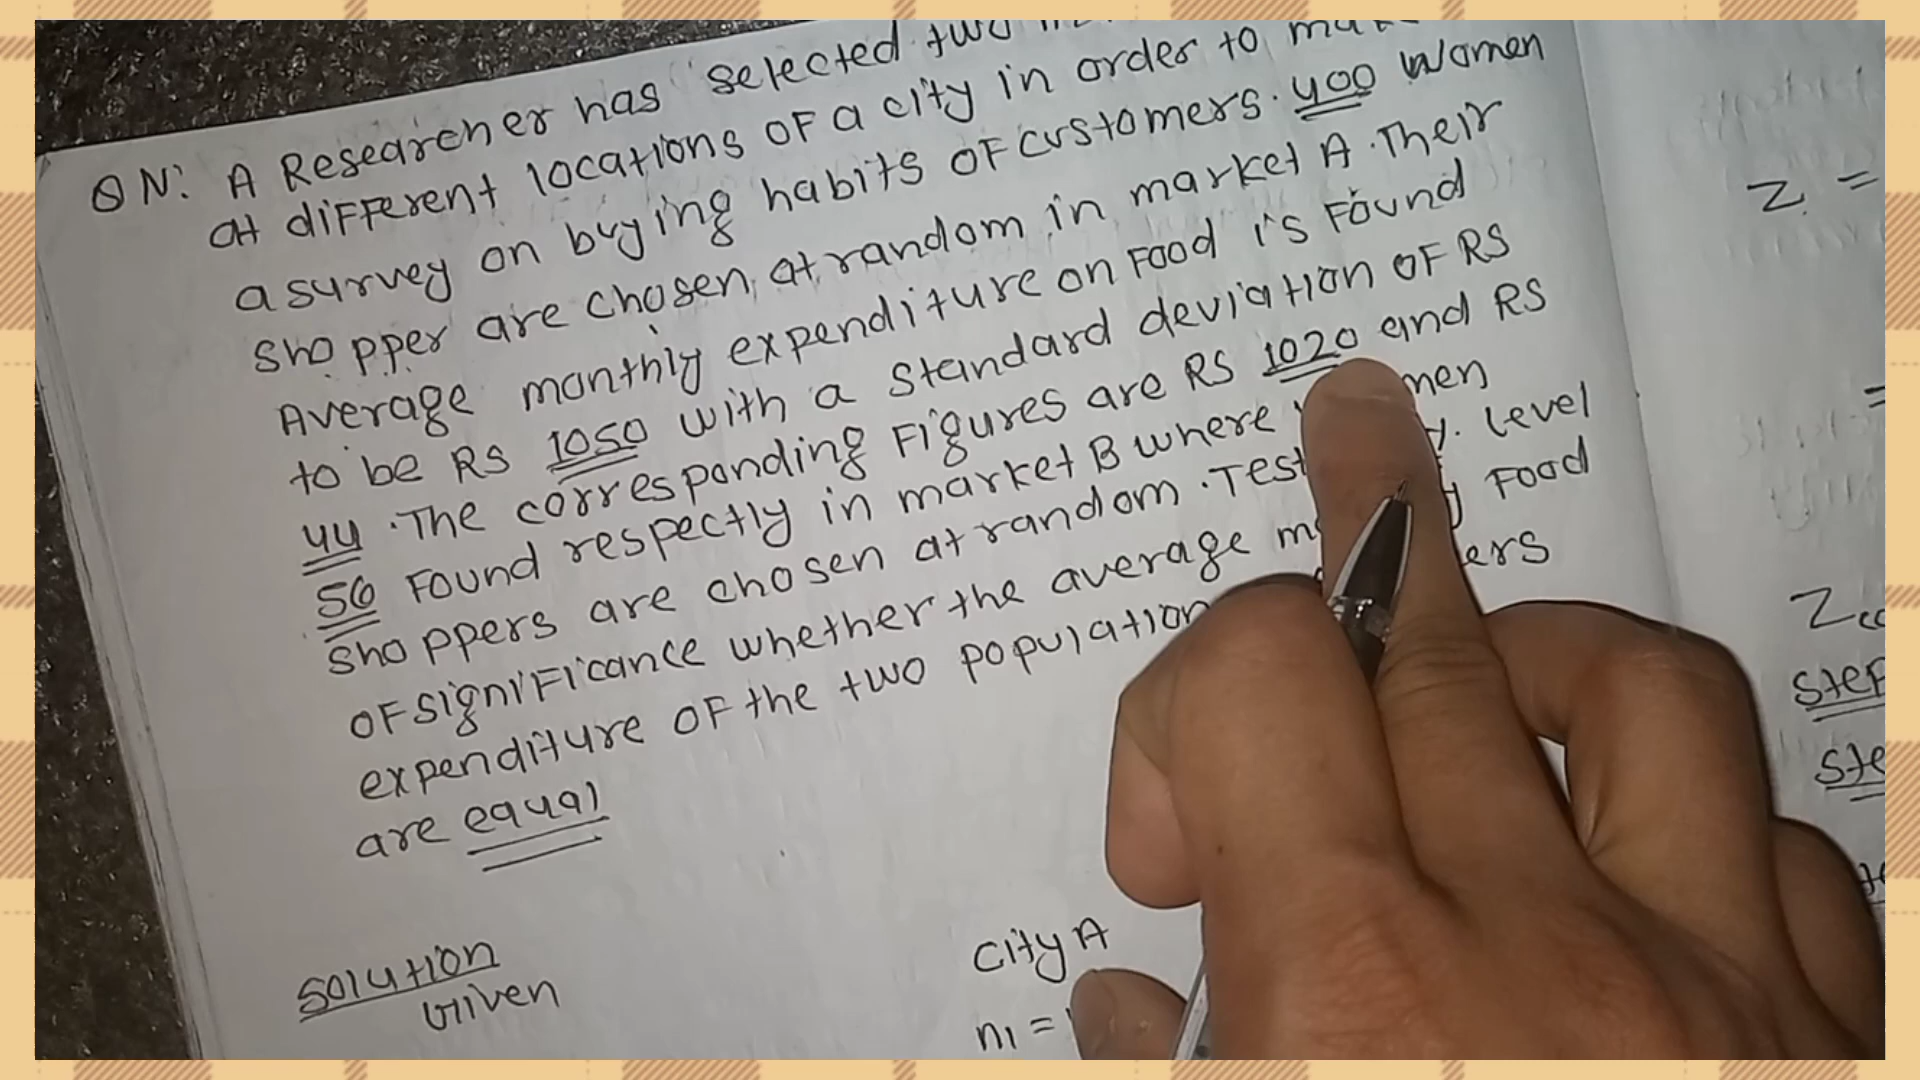 QN: A Researcher has selected two
at different locations of a city in order to
a survey on buying habits of customers. 400 women
shopper are chosen at random in market A. Their
Average monthly expenditure on Food is Found
to be RS 1050 with a standard deviation of RS
44. The corresponding Figures are RS 1020 and RS
56 Found respectly in market B where
shoppers are chosen at random. Test level
of significance whether the average Food
expenditure of the two population
are equal
Solution
Given
City A
n1 =
Z =
=